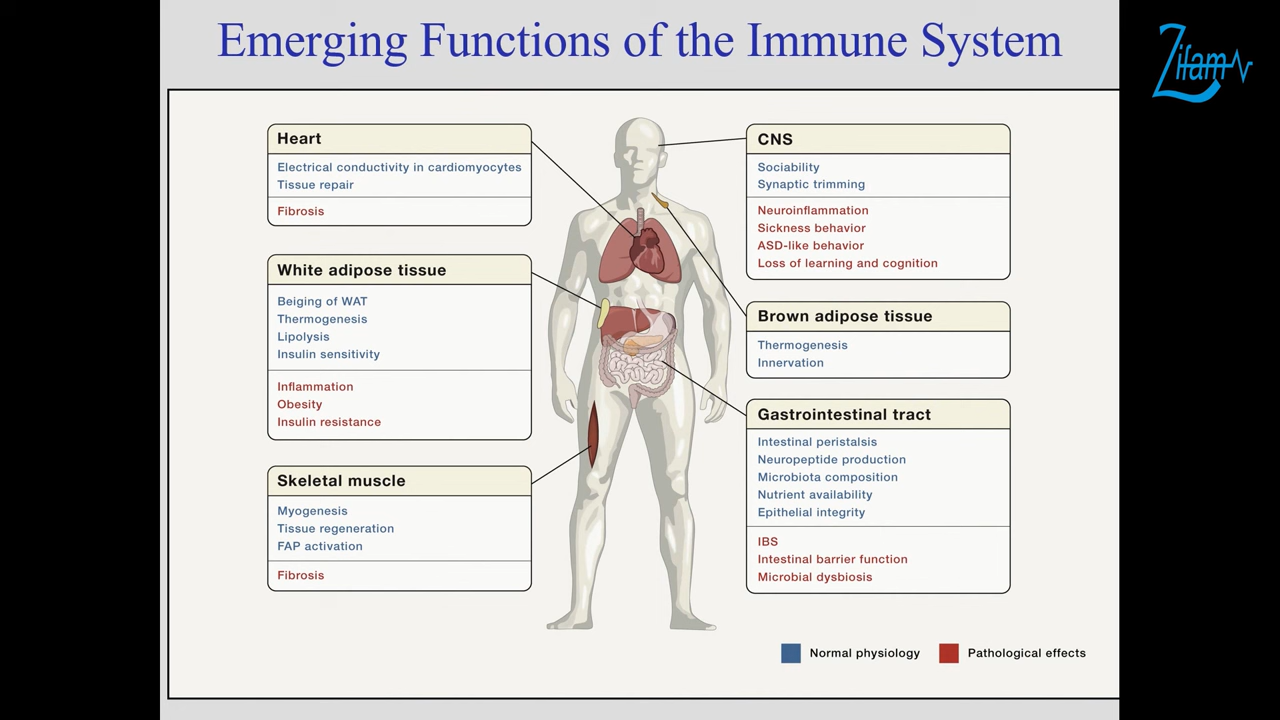 Emerging Functions of the Immune System
Zifam
Heart
Electrical conductivity in cardiomyocytes
Tissue repair
Fibrosis
White adipose tissue
Beiging of WAT
Thermogenesis
Lipolysis
Insulin sensitivity
Inflammation
Obesity
Insulin resistance
Skeletal muscle
Myogenesis
Tissue regeneration
FAP activation
Fibrosis
CNS
Sociability
Synaptic trimming
Neuroinflammation
Sickness behavior
ASD-like behavior
Loss of learning and cognition
Brown adipose tissue
Thermogenesis
Innervation
Gastrointestinal tract
Intestinal peristalsis
Neuropeptide production
Microbiota composition
Nutrient availability
Epithelial integrity
IBS
Intestinal barrier function
Microbial dysbiosis
Normal physiology
Pathological effects